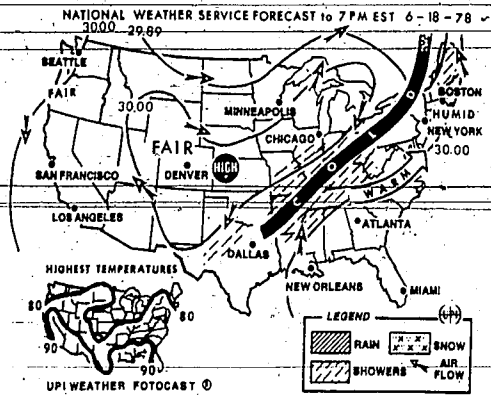 NATIONAL WEATHER SERVICE FORECAST to 7 PM EST 6-18-78
30.00
29.89
SEATTLE
FAIR
30.00
MINNEAPOLIS
BOSTON
"HUMID"
NEW YORK
30.00
FAIR
CHICAGO
DENVER
HIGH
SAN FRANCISCO
COLD
WARM
LOS ANGELES
ATLANTA
DALLAS
NEW ORLEANS
MIAMI
HIGHEST TEMPERATURES
80
80
90
90
UPI WEATHER FOTOCAST ®
LEGEND
UPI
RAIN
SNOW
SHOWERS
AIR FLOW